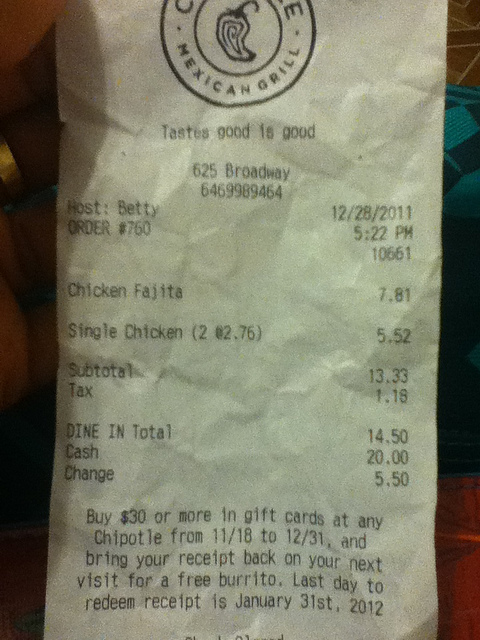 MEXICAN GRILL
Tastes good is good
625 Broadway
6469989464
Host: Betty 12/28/2011
ORDER #760 5:22 PM
10661
Chicken Fajita 7.81
Single Chicken (2 @2.76) 5.52
Subtotal 13.33
Tax 1.18
DINE IN Total 14.50
Cash 20.00
Change 5.50
Buy $30 or more in gift cards at any
Chipotle from 11/18 to 12/31, and
bring your receipt back on your next
visit for a free burrito. Last day to
redeem receipt is January 31st, 2012